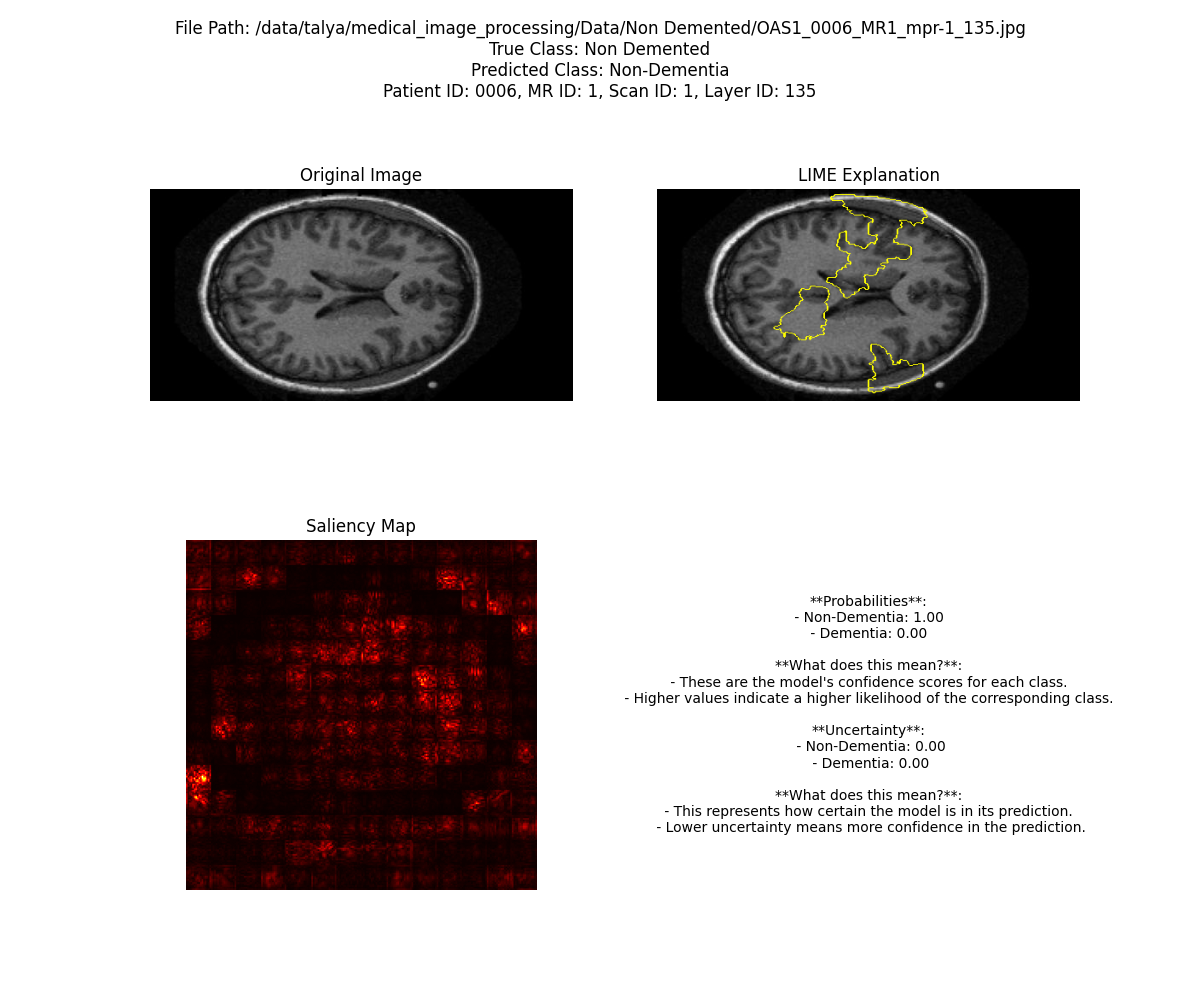 File Path: /data/talya/medical_image_processing/Data/Non Demented/OAS1_0006_MR1_mpr-1_135.jpg
True Class: Non Demented
Predicted Class: Non-Dementia
Patient ID: 0006, MR ID: 1, Scan ID: 1, Layer ID: 135
Original Image
LIME Explanation
Saliency Map
**Probabilities**:
- Non-Dementia: 1.00
- Dementia: 0.00
**What does this mean?**:
- These are the model's confidence scores for each class.
- Higher values indicate a higher likelihood of the corresponding class.
**Uncertainty**:
- Non-Dementia: 0.00
- Dementia: 0.00
**What does this mean?**:
- This represents how certain the model is in its prediction.
- Lower uncertainty means more confidence in the prediction.